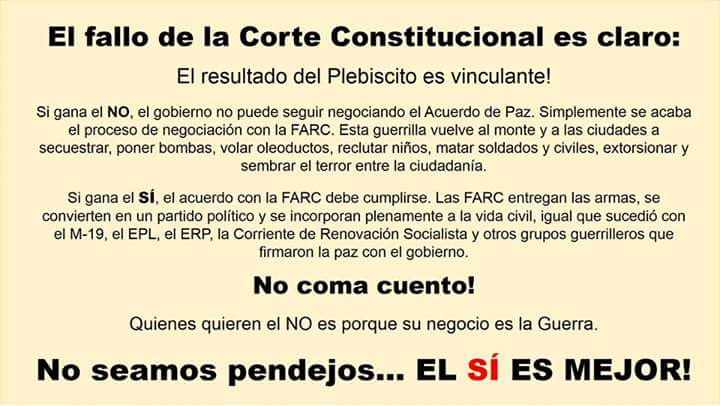 El fallo de la Corte Constitucional es claro:
El resultado del Plebiscito es vinculante!
Si gana el NO, el gobierno no puede seguir negociando el Acuerdo de Paz. Simplemente se acaba
el proceso de negociación con la FARC. Esta guerrilla vuelve al monte y a las ciudades a
secuestrar, poner bombas, volar oleoductos, reclutar niños, matar soldados y civiles, extorsionar y
sembrar el terror entre la ciudadanía.
Si gana el SÍ, el acuerdo con la FARC debe cumplirse. Las FARC entregan las armas, se
convierten en un partido político y se incorporan plenamente a la vida civil, igual que sucedió con
el M-19, el EPL, el ERP, la Corriente de Renovación Socialista y otros grupos guerrilleros que
firmaron la paz con el gobierno.
No coma cuento!
Quienes quieren el NO es porque su negocio es la Guerra.
No seamos pendejos... EL SÍ ES MEJOR!